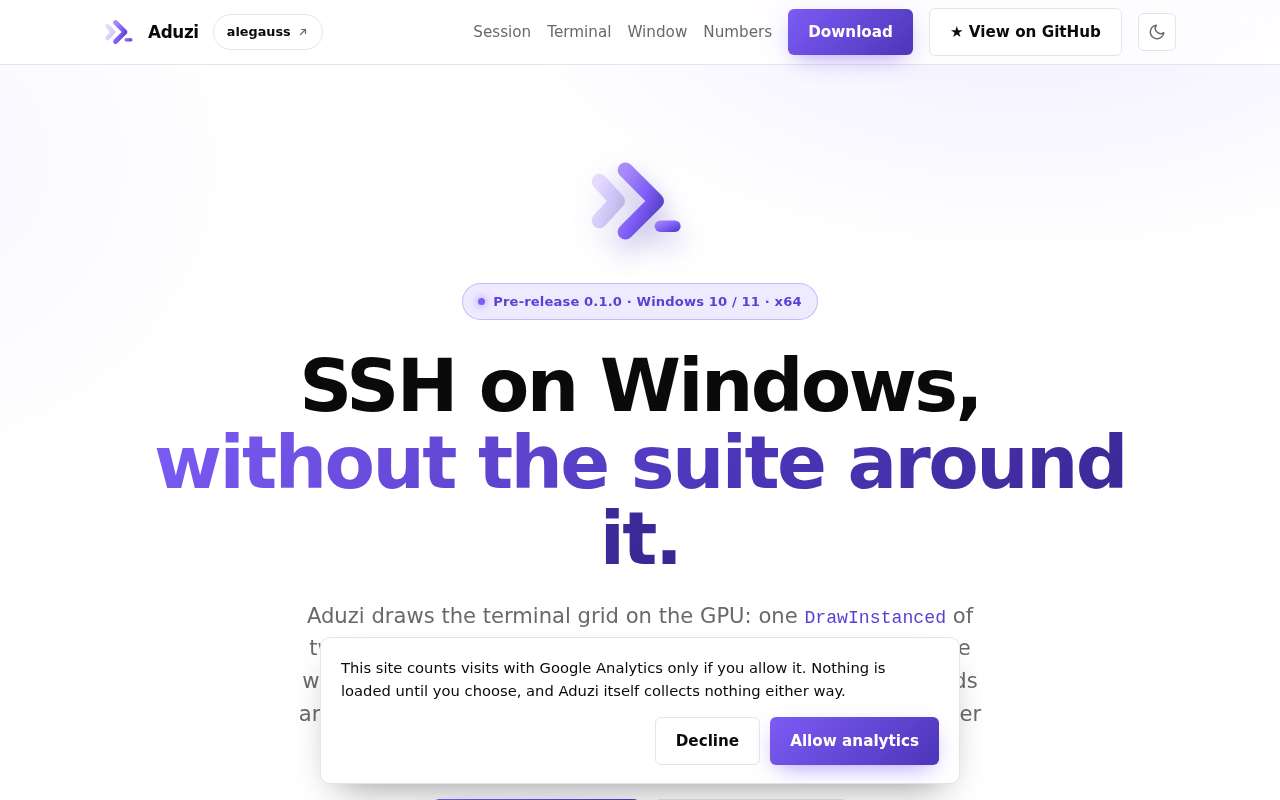 Aduzi
alegauss ↗
Session Terminal Window Numbers Download ★ View on GitHub
Pre-release 0.1.0 · Windows 10 / 11 · x64
SSH on Windows,
without the suite around
it.
Aduzi draws the terminal grid on the GPU: one DrawInstanced of
This site counts visits with Google Analytics only if you allow it. Nothing is
loaded until you choose, and Aduzi itself collects nothing either way.
Decline Allow analytics